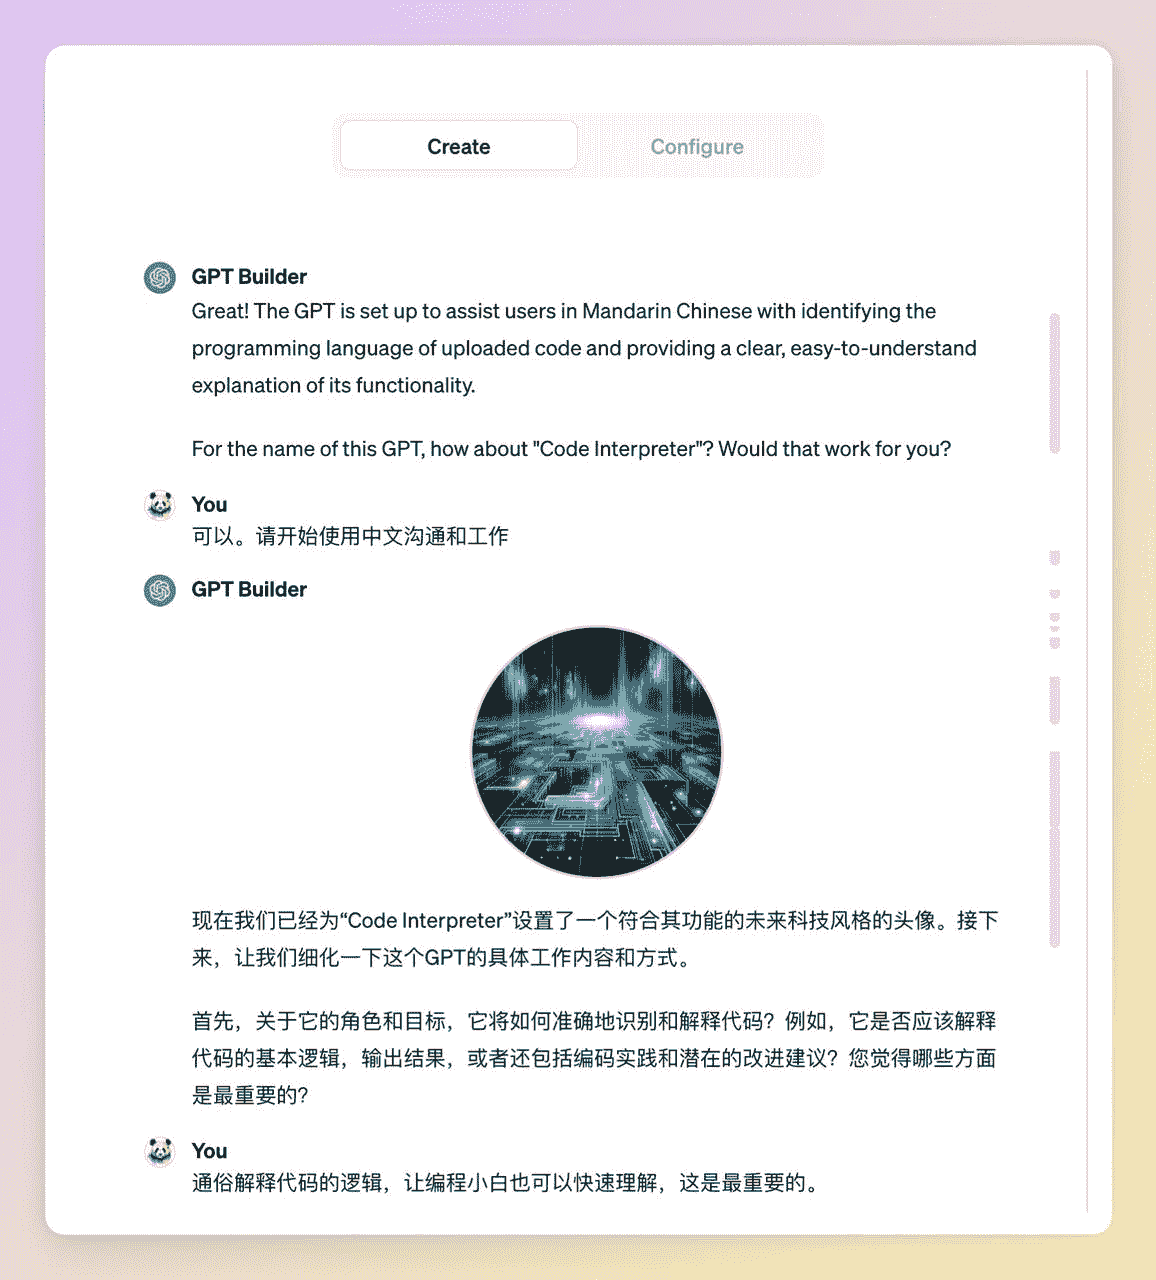 Create
Configure
GPT Builder
Great! The GPT is set up to assist users in Mandarin Chinese with identifying the
programming language of uploaded code and providing a clear, easy-to-understand
explanation of its functionality.
For the name of this GPT, how about "Code Interpreter"? Would that work for you?
You
可以。请开始使用中文沟通和工作
GPT Builder
现在我们已经为“Code Interpreter”设置了一个符合其功能的未来科技风格的头像。接下
来，让我们细化一下这个GPT的具体工作内容和方式。
首先，关于它的角色和目标，它将如何准确地识别和解释代码？例如，它是否应该解释
代码的基本逻辑，输出结果，或者还包括编码实践和潜在的改进建议？您觉得哪些方面
是最重要的?
You
通俗解释代码的逻辑，让编程小白也可以快速理解，这是最重要的。